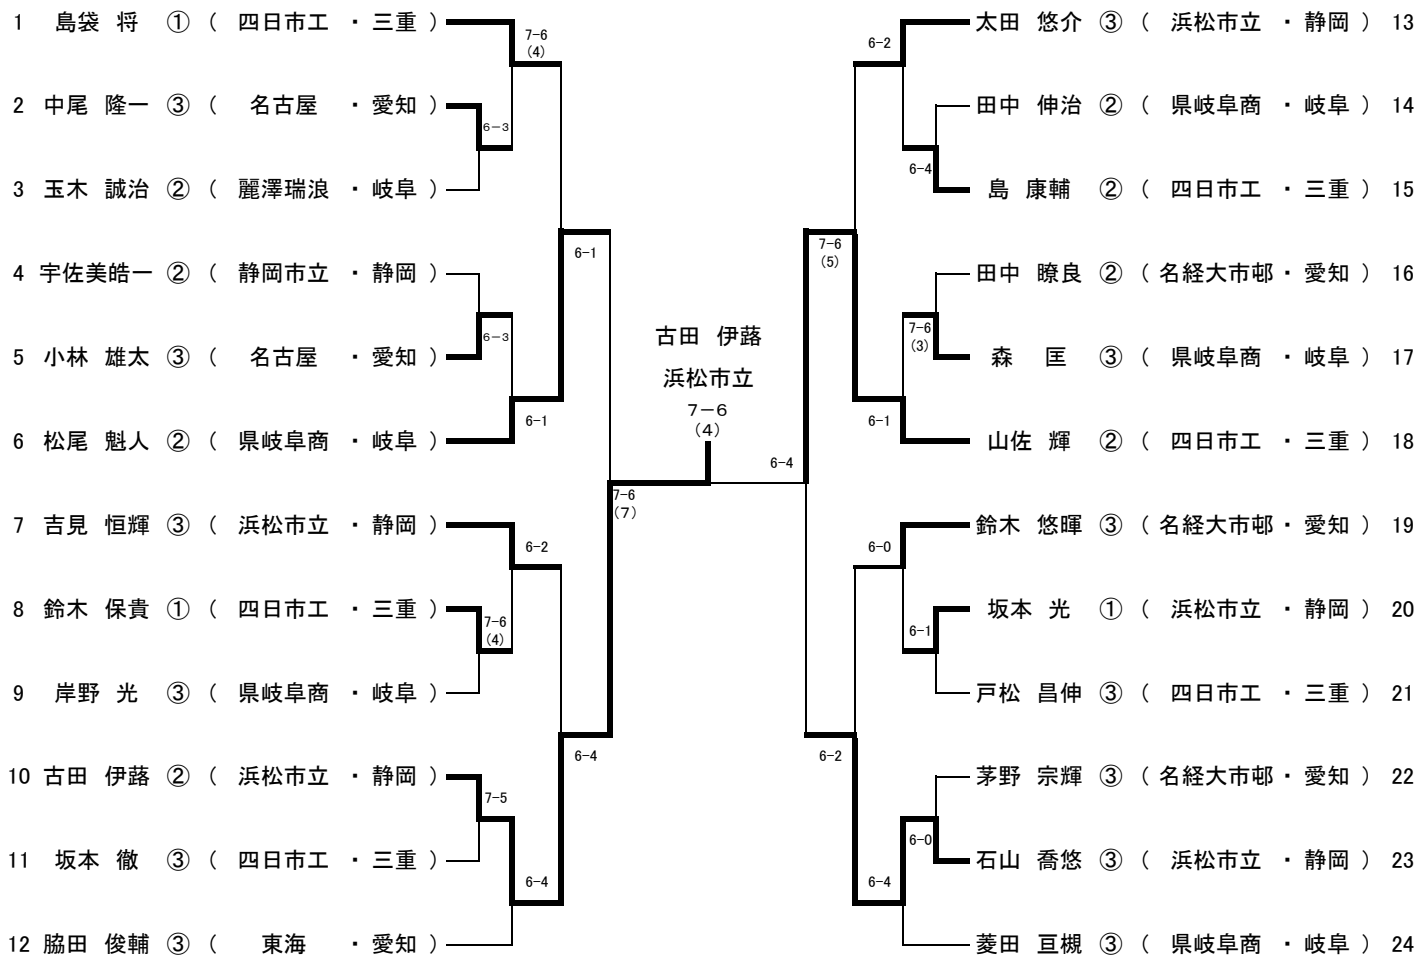 1 島袋 将 ① （ 四日市工 ・ 三重 ）
7-6
(4)
2 中尾 隆一 ③ （ 名古屋 ・ 愛知 ）
6-3
3 玉木 誠治 ② （ 麗澤瑞浪 ・ 岐阜 ）
6-1
4 宇佐美皓一 ② （ 静岡市立 ・ 静岡 ）
6-3
5 小林 雄太 ③ （ 名古屋 ・ 愛知 ）
6-1
6 松尾 魁人 ② （ 県岐阜商 ・ 岐阜 ）
7-6
(7)
7 吉見 恒輝 ③ （ 浜松市立 ・ 静岡 ）
6-2
8 鈴木 保貴 ① （ 四日市工 ・ 三重 ）
7-6
(4)
9 岸野 光 ③ （ 県岐阜商 ・ 岐阜 ）
6-4
10 古田 伊蕗 ② （ 浜松市立 ・ 静岡 ）
7-5
11 坂本 徹 ③ （ 四日市工 ・ 三重 ）
6-4
12 脇田 俊輔 ③ （ 東海 ・ 愛知 ）
古田 伊蕗
浜松市立
7－6
(4)
6-4
太田 悠介 ③ （ 浜松市立 ・ 静岡 ） 13
6-2
田中 伸治 ② （ 県岐阜商 ・ 岐阜 ） 14
6-4
島 康輔 ② （ 四日市工 ・ 三重 ） 15
7-6
(5)
田中 瞭良 ② （ 名経大市邨 ・ 愛知 ） 16
7-6
(3)
森 匡 ③ （ 県岐阜商 ・ 岐阜 ） 17
6-1
山佐 輝 ② （ 四日市工 ・ 三重 ） 18
鈴木 悠暉 ③ （ 名経大市邨 ・ 愛知 ） 19
6-0
坂本 光 ① （ 浜松市立 ・ 静岡 ） 20
6-1
戸松 昌伸 ③ （ 四日市工 ・ 三重 ） 21
6-2
茅野 宗輝 ③ （ 名経大市邨 ・ 愛知 ） 22
6-0
石山 喬悠 ③ （ 浜松市立 ・ 静岡 ） 23
6-4
菱田 亘槻 ③ （ 県岐阜商 ・ 岐阜 ） 24